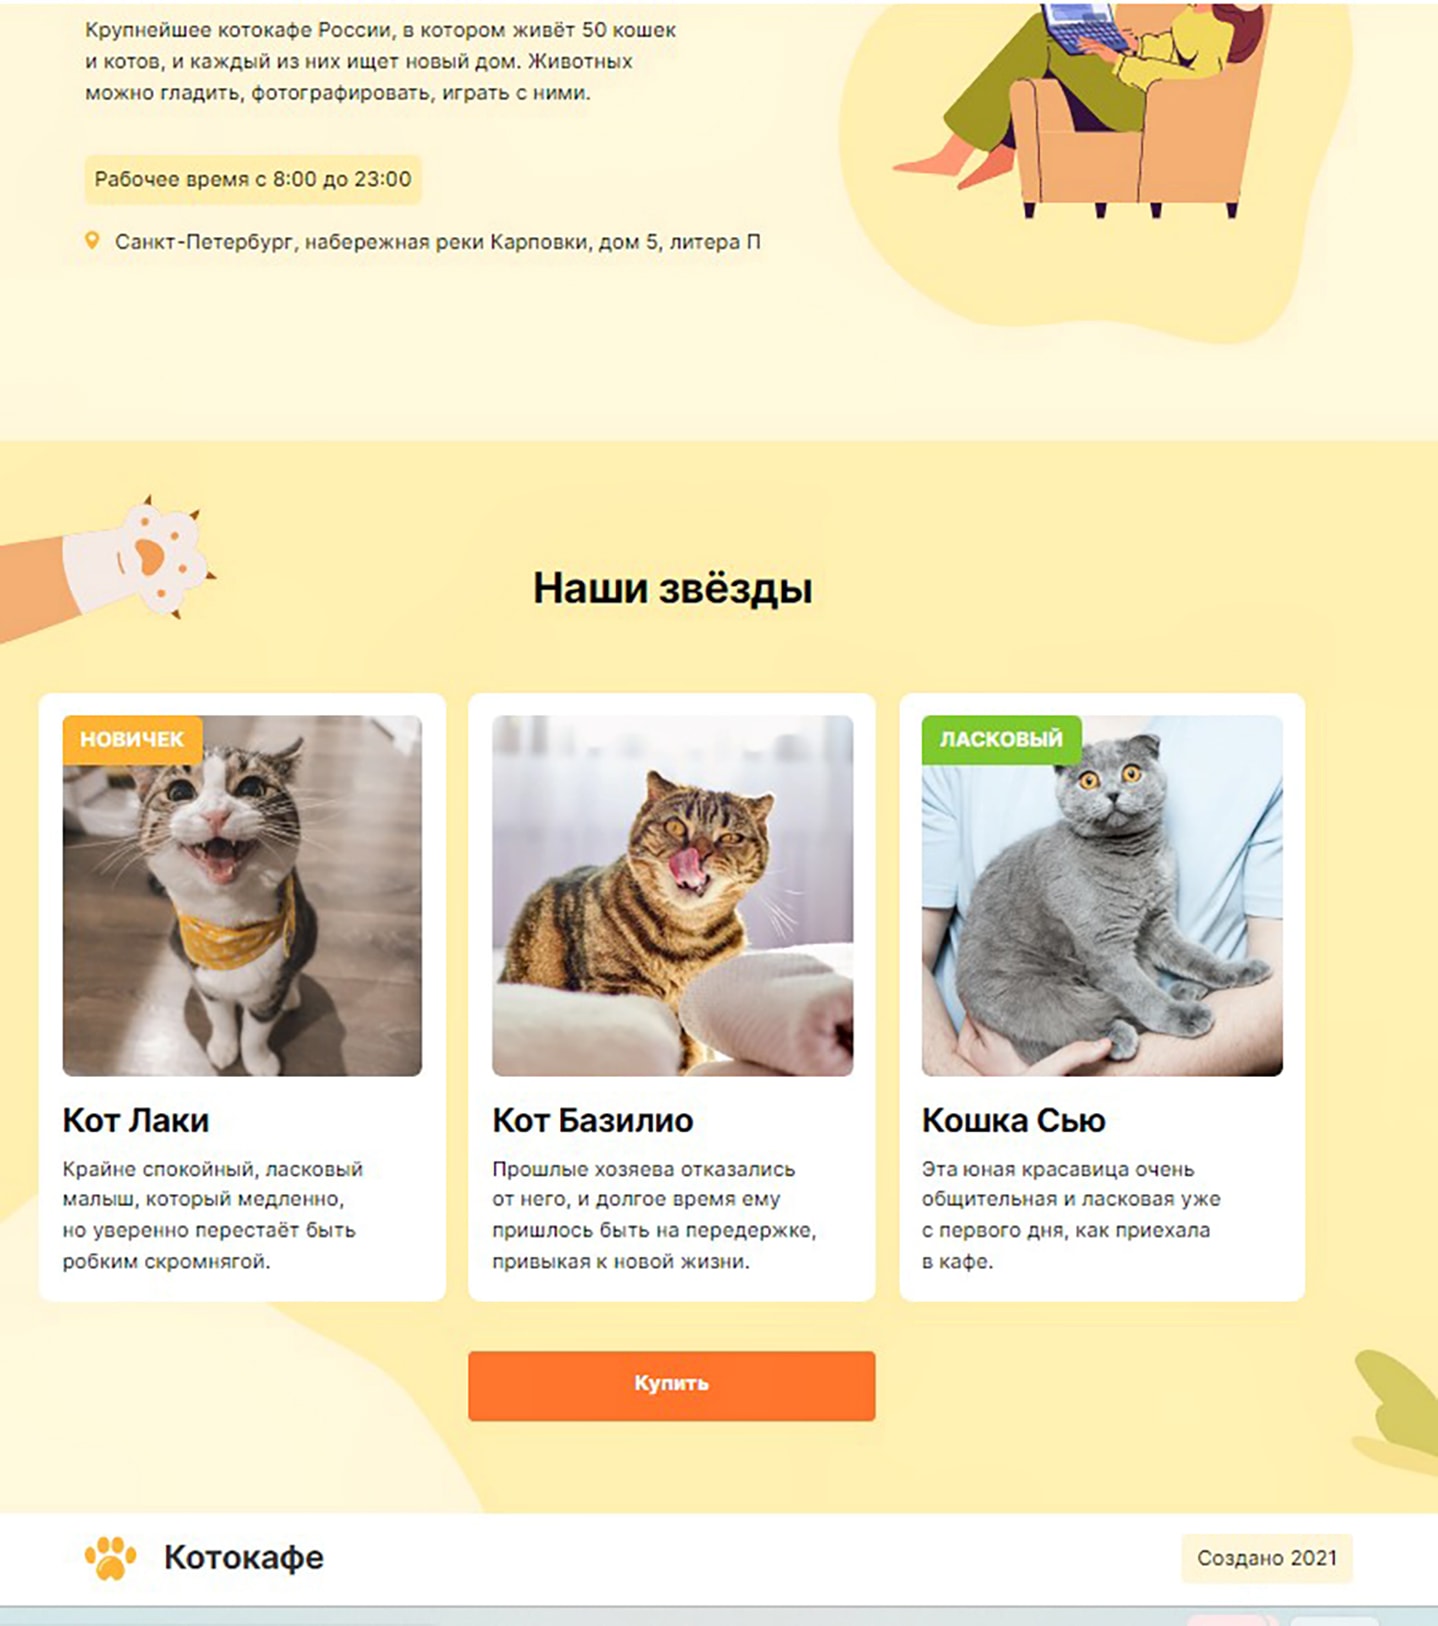 Крупнейшее котокафе России, в котором живёт 50 кошек
и котов, и каждый из них ищет новый дом. Животных
можно гладить, фотографировать, играть с ними.
Рабочее время с 8:00 до 23:00
Санкт-Петербург, набережная реки Карповки, дом 5, литера П
Наши звёзды
НОВИЧЕК
ЛАСКОВЫЙ
Кот Лаки
Крайне спокойный, ласковый
малыш, который медленно,
но уверенно перестаёт быть
робким скромнягой.
Кот Базилио
Прошлые хозяева отказались
от него, и долгое время ему
пришлось быть на передержке,
привыкая к новой жизни.
Кошка Сью
Эта юная красавица очень
общительная и ласковая уже
с первого дня, как приехала
в кафе.
Купить
Котокафе
Создано 2021